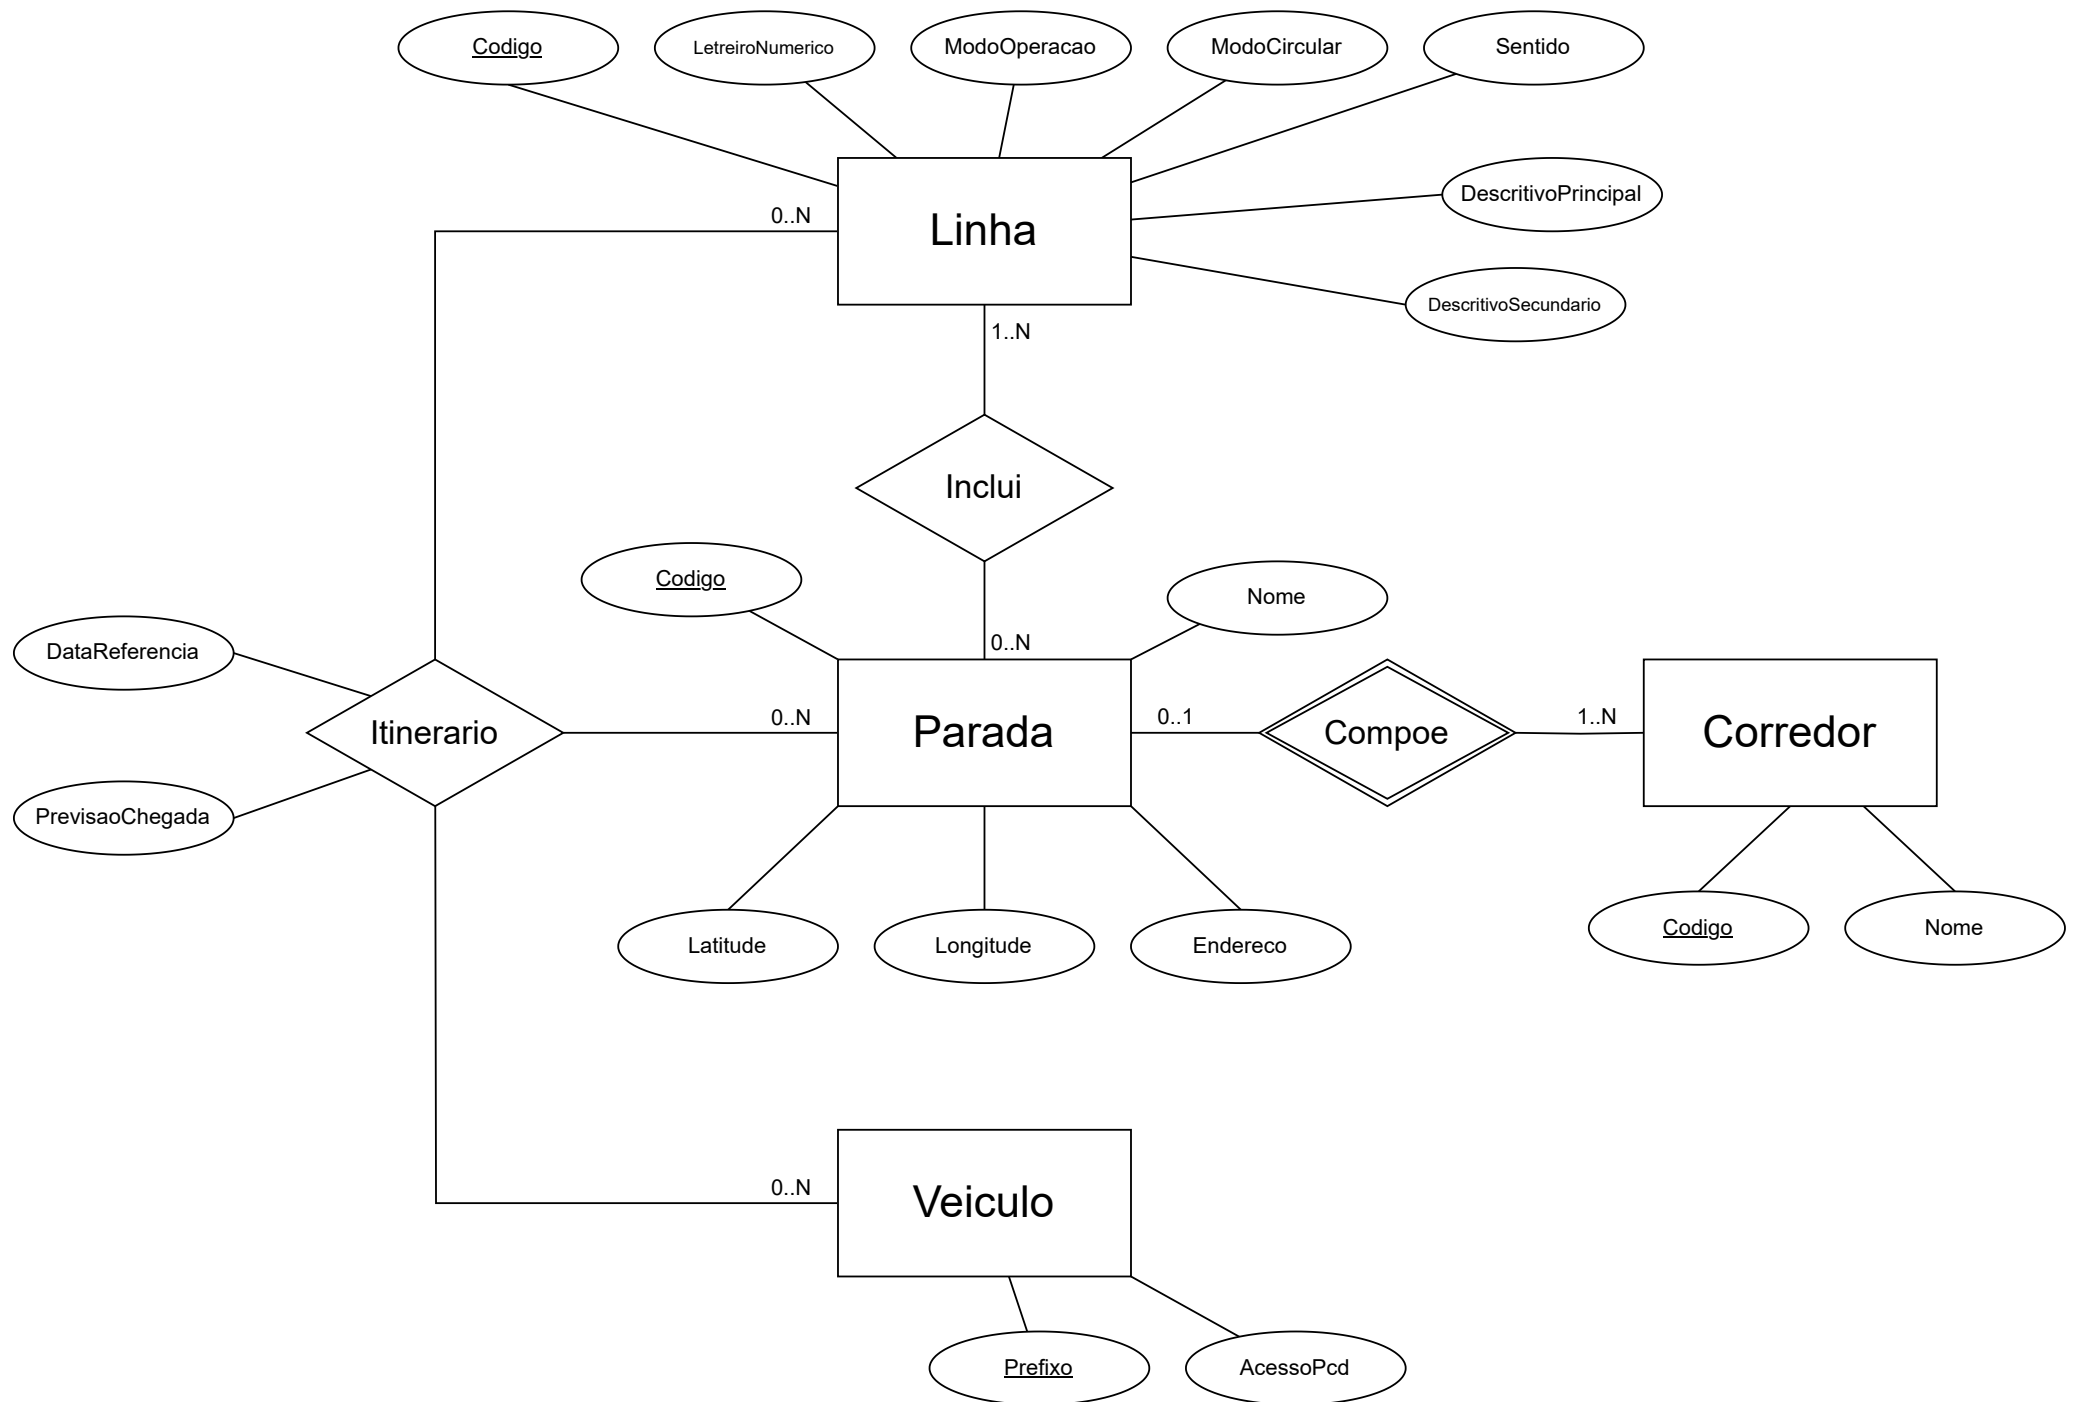 Codigo
LetreiroNumerico
ModoOperacao
ModoCircular
Sentido
DescritivoPrincipal
0..N
Linha
DescritivoSecundario
1..N
Inclui
Codigo
Nome
0..N
DataReferencia
Itinerario
0..N
Parada
0..1
Compoe
1..N
Corredor
PrevisaoChegada
Latitude
Longitude
Endereco
Codigo
Nome
0..N
Veiculo
Prefixo
AcessoPcd